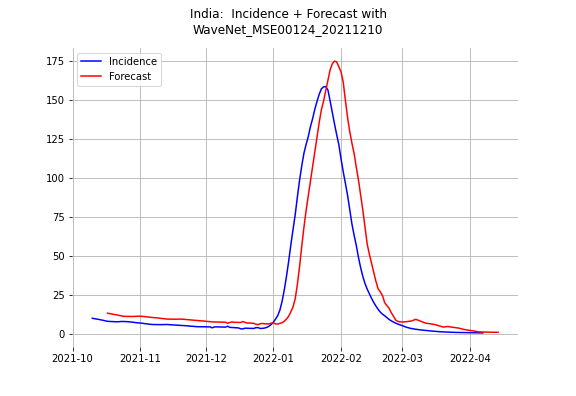 India:  Incidence + Forecast with
WaveNet_MSE00124_20211210
Incidence
Forecast
175
150
125
100
75
50
25
0
2021-10 2021-11 2021-12 2022-01 2022-02 2022-03 2022-04